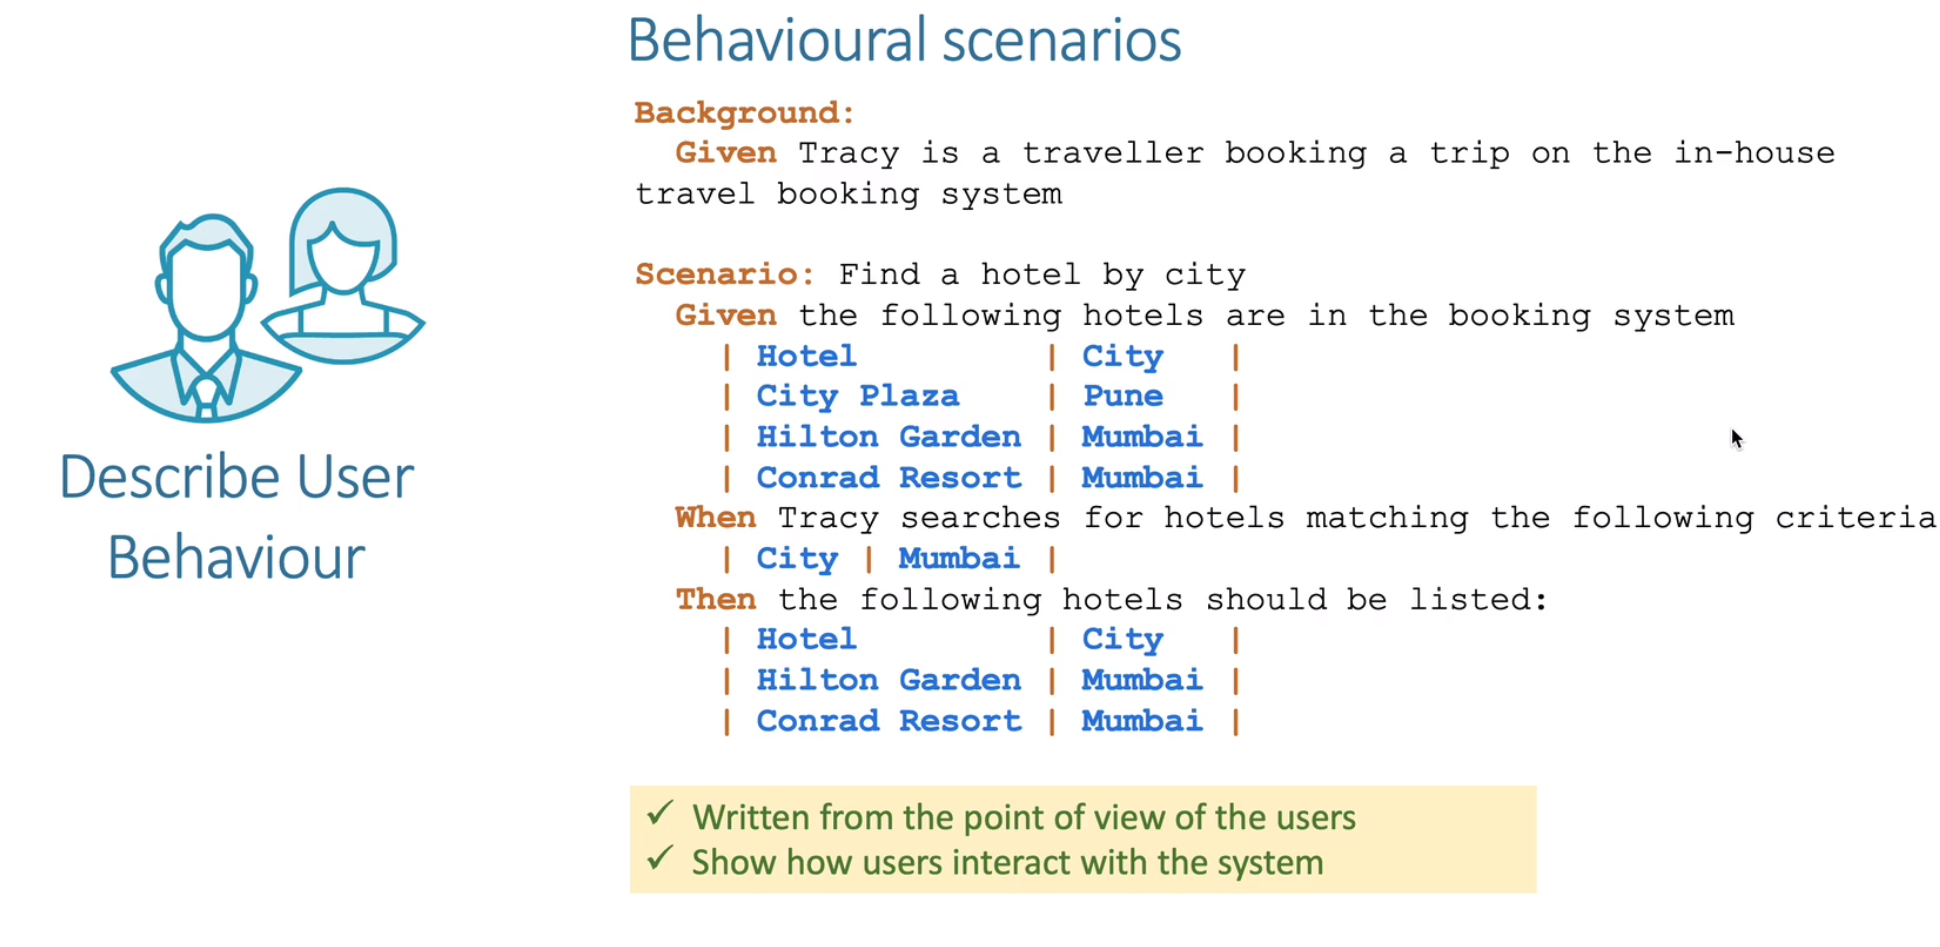 Behavioural scenarios
Background:
Given Tracy is a traveller booking a trip on the in-house
travel booking system
Scenario: Find a hotel by city
Given the following hotels are in the booking system
| Hotel | City |
| City Plaza | Pune |
| Hilton Garden | Mumbai |
| Conrad Resort | Mumbai |
When Tracy searches for hotels matching the following criteria
| City | Mumbai |
Then the following hotels should be listed:
| Hotel | City |
| Hilton Garden | Mumbai |
| Conrad Resort | Mumbai |
✓ Written from the point of view of the users
✓ Show how users interact with the system
Describe User
Behaviour